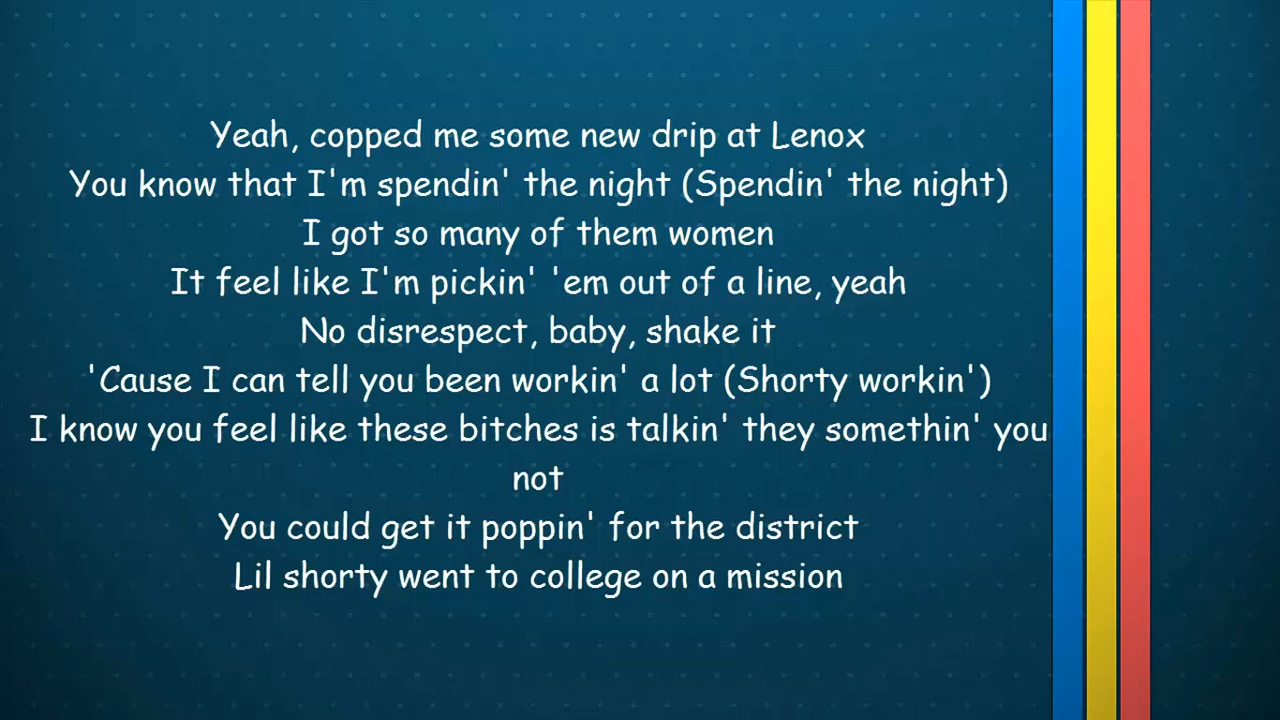 Yeah, copped me some new drip at Lenox
You know that I'm spendin' the night (Spendin' the night)
I got so many of them women
It feel like I'm pickin' 'em out of a line, yeah
No disrespect, baby, shake it
'Cause I can tell you been workin' a lot (Shorty workin')
I know you feel like these bitches is talkin' they somethin' you
not
You could get it poppin' for the district
Lil shorty went to college on a mission